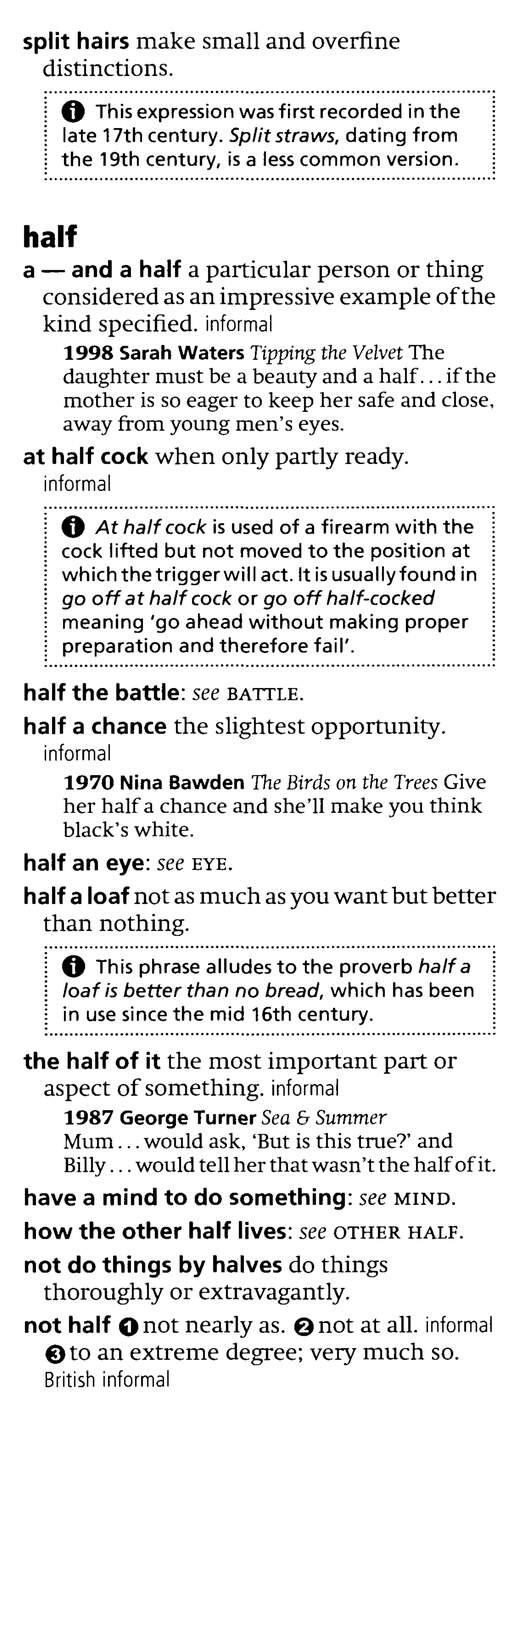 split hairs make small and overfine
distinctions.
ℹ This expression was first recorded in the
late 17th century. Split straws, dating from
the 19th century, is a less common version.
half
a — and a half a particular person or thing
considered as an impressive example of the
kind specified. informal
1998 Sarah Waters Tipping the Velvet The
daughter must be a beauty and a half...if the
mother is so eager to keep her safe and close,
away from young men's eyes.
at half cock when only partly ready.
informal
ℹ At half cock is used of a firearm with the
cock lifted but not moved to the position at
which the trigger will act. It is usually found in
go off at half cock or go off half-cocked
meaning 'go ahead without making proper
preparation and therefore fail'.
half the battle: see BATTLE.
half a chance the slightest opportunity.
informal
1970 Nina Bawden The Birds on the Trees Give
her half a chance and she'll make you think
black's white.
half an eye: see EYE.
half a loaf not as much as you want but better
than nothing.
ℹ This phrase alludes to the proverb half a
loaf is better than no bread, which has been
in use since the mid 16th century.
the half of it the most important part or
aspect of something. informal
1987 George Turner Sea & Summer
Mum...would ask, 'But is this true?' and
Billy...would tell her that wasn't the half of it.
have a mind to do something: see MIND.
how the other half lives: see OTHER HALF.
not do things by halves do things
thoroughly or extravagantly.
not half ❶ not nearly as. ❷ not at all. informal
❸ to an extreme degree; very much so.
British informal